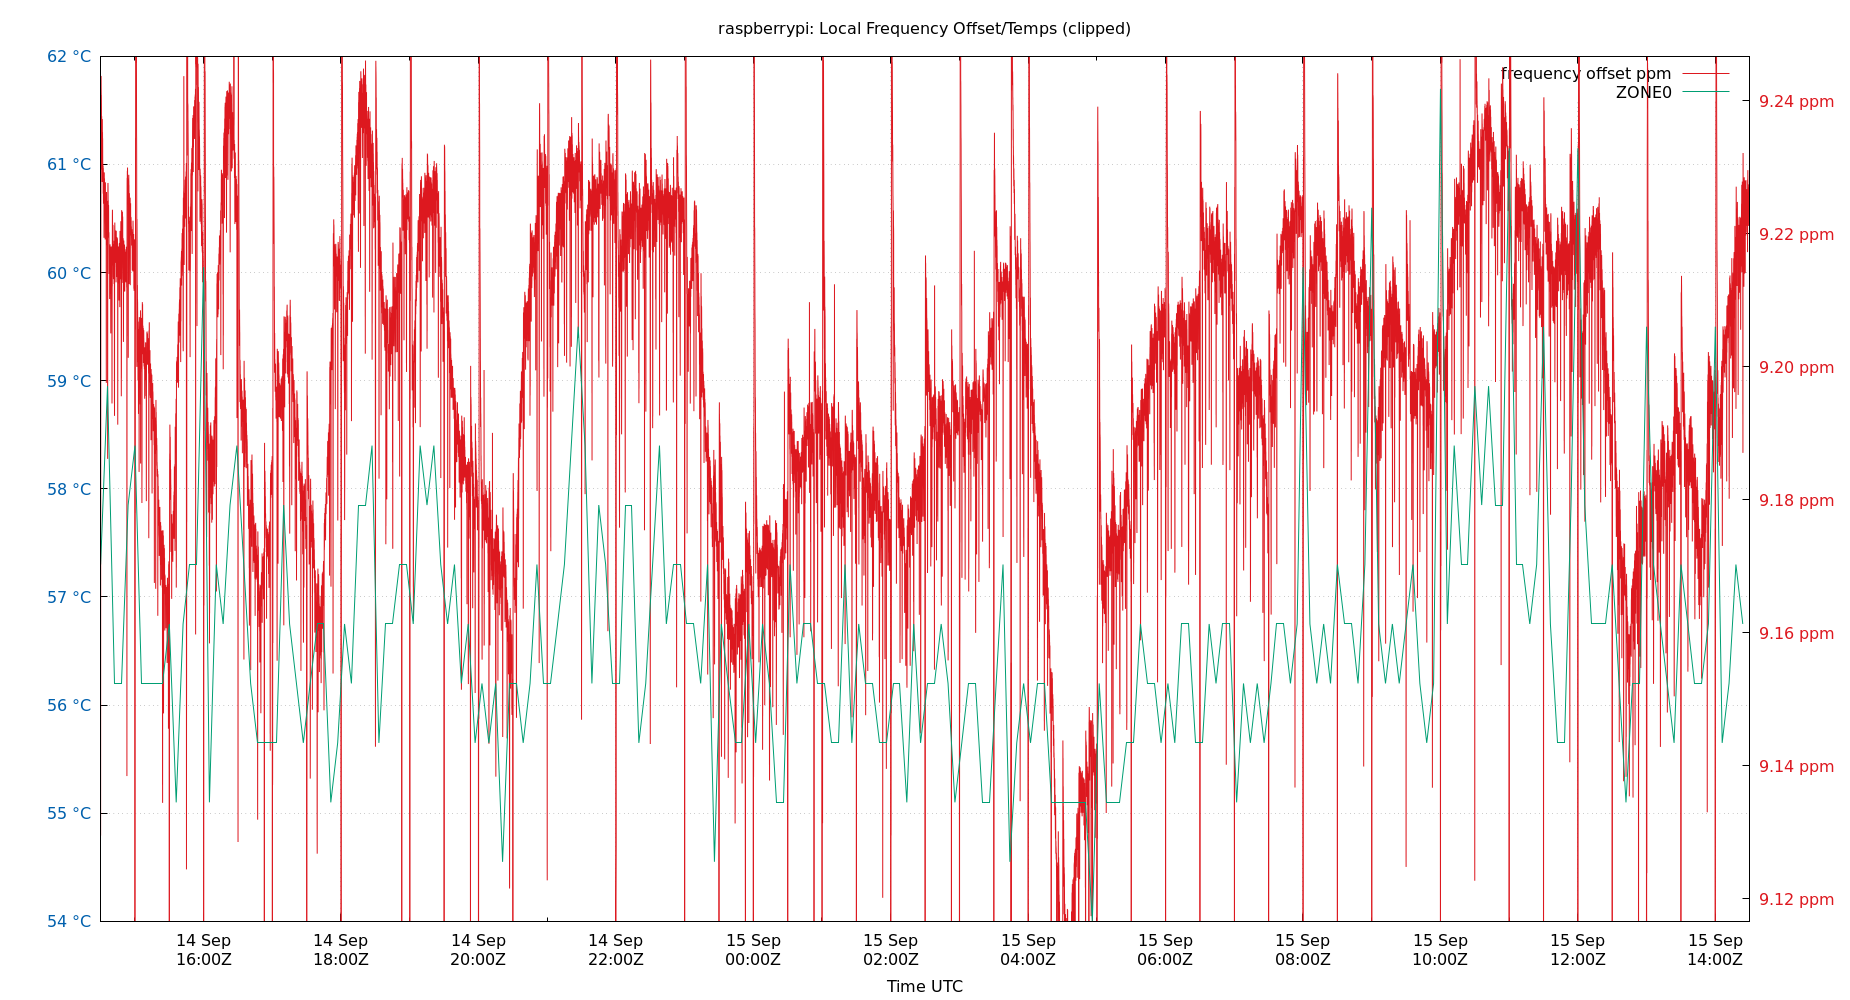 raspberrypi: Local Frequency Offset/Temps (clipped)
62 °C
61 °C
60 °C
59 °C
58 °C
57 °C
56 °C
55 °C
54 °C
frequency offset ppm
ZONE0
9.24 ppm
9.22 ppm
9.20 ppm
9.18 ppm
9.16 ppm
9.14 ppm
9.12 ppm
14 Sep 14 Sep 14 Sep 14 Sep 15 Sep 15 Sep 15 Sep 15 Sep 15 Sep 15 Sep 15 Sep 15 Sep
16:00Z 18:00Z 20:00Z 22:00Z 00:00Z 02:00Z 04:00Z 06:00Z 08:00Z 10:00Z 12:00Z 14:00Z
Time UTC